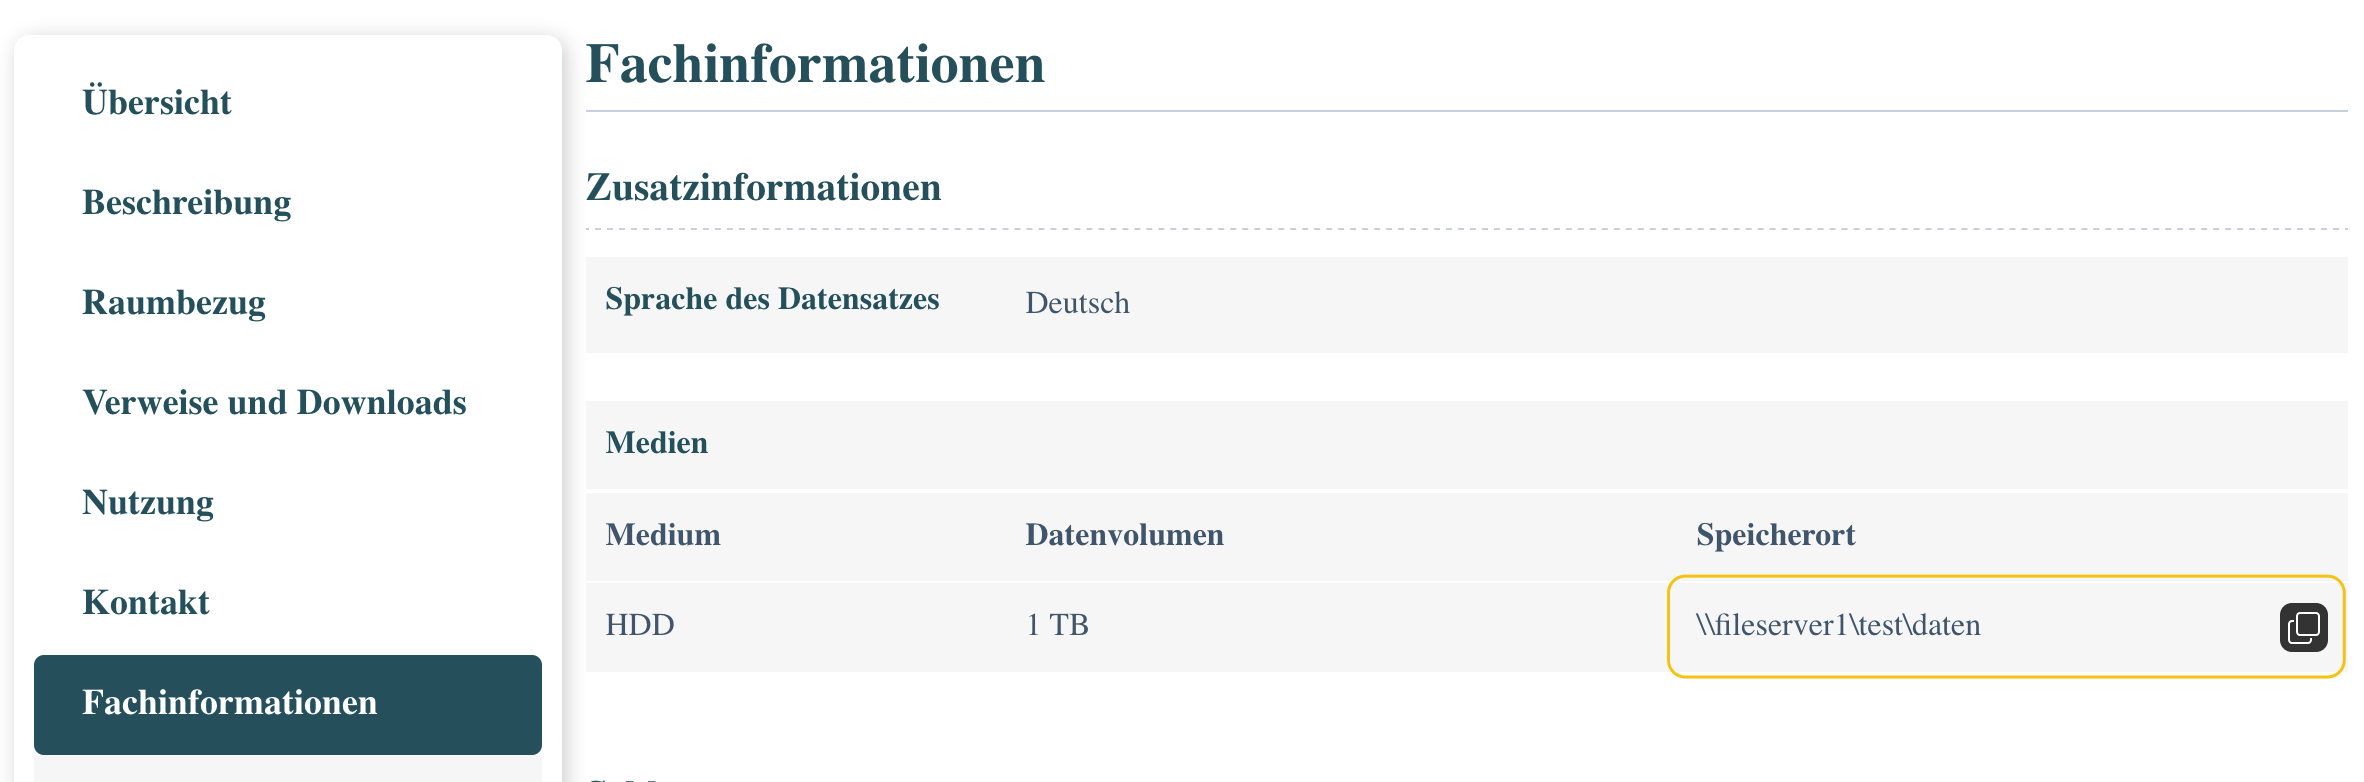 Übersicht
Beschreibung
Raumbezug
Verweise und Downloads
Nutzung
Kontakt
Fachinformationen
Fachinformationen
Zusatzinformationen
Sprache des Datensatzes Deutsch
Medien
Medium Datenvolumen Speicherort
HDD 1 TB \\fileserver1\test\daten